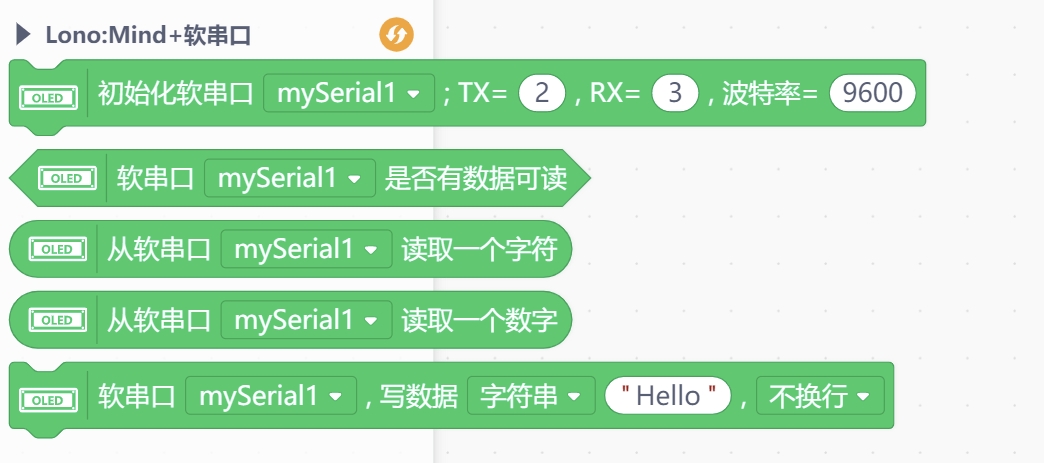 Lono:Mind+软串口
OLED 初始化软串口 mySerial1 ; TX= 2 , RX= 3 , 波特率= 9600
OLED 软串口 mySerial1 是否有数据可读
OLED 从软串口 mySerial1 读取一个字符
OLED 从软串口 mySerial1 读取一个数字
OLED 软串口 mySerial1 , 写数据 字符串 "Hello" , 不换行